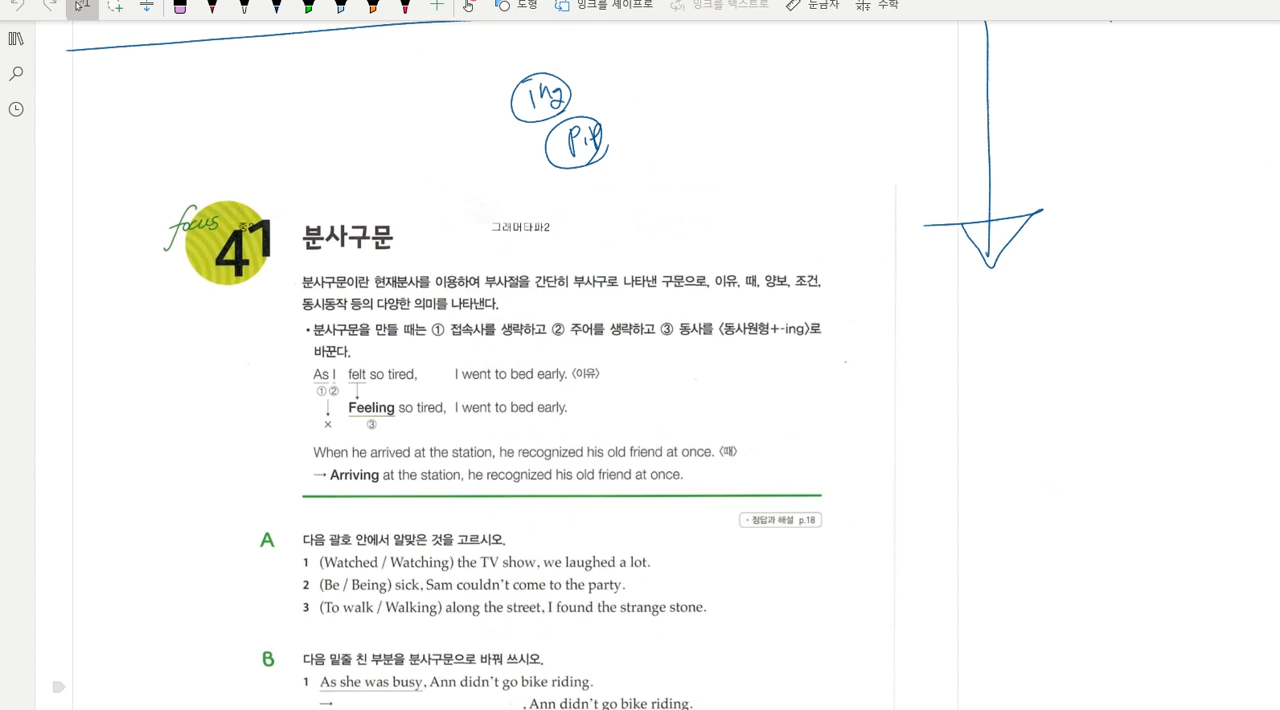 도형
잉크를 셰이프로
잉크를 텍스트로
눈금자
수학
ing
p.p
focus
41
중요
분사구문
그래머타파2
분사구문이란 현재분사를 이용하여 부사절을 간단히 부사구로 나타낸 구문으로, 이유, 때, 양보, 조건,
동시동작 등의 다양한 의미를 나타낸다.
• 분사구문을 만들 때는 ① 접속사를 생략하고 ② 주어를 생략하고 ③ 동사를 〈동사원형+-ing〉로
바꾼다.
As I felt so tired, I went to bed early. 〈이유〉
①②
↓ Feeling so tired, I went to bed early.
× ③
When he arrived at the station, he recognized his old friend at once. 〈때〉
→ Arriving at the station, he recognized his old friend at once.
• 정답과 해설 p.18
A 다음 괄호 안에서 알맞은 것을 고르시오.
1 (Watched / Watching) the TV show, we laughed a lot.
2 (Be / Being) sick, Sam couldn't come to the party.
3 (To walk / Walking) along the street, I found the strange stone.
B 다음 밑줄 친 부분을 분사구문으로 바꿔 쓰시오.
1 As she was busy, Ann didn't go bike riding.
→ , Ann didn't go bike riding.